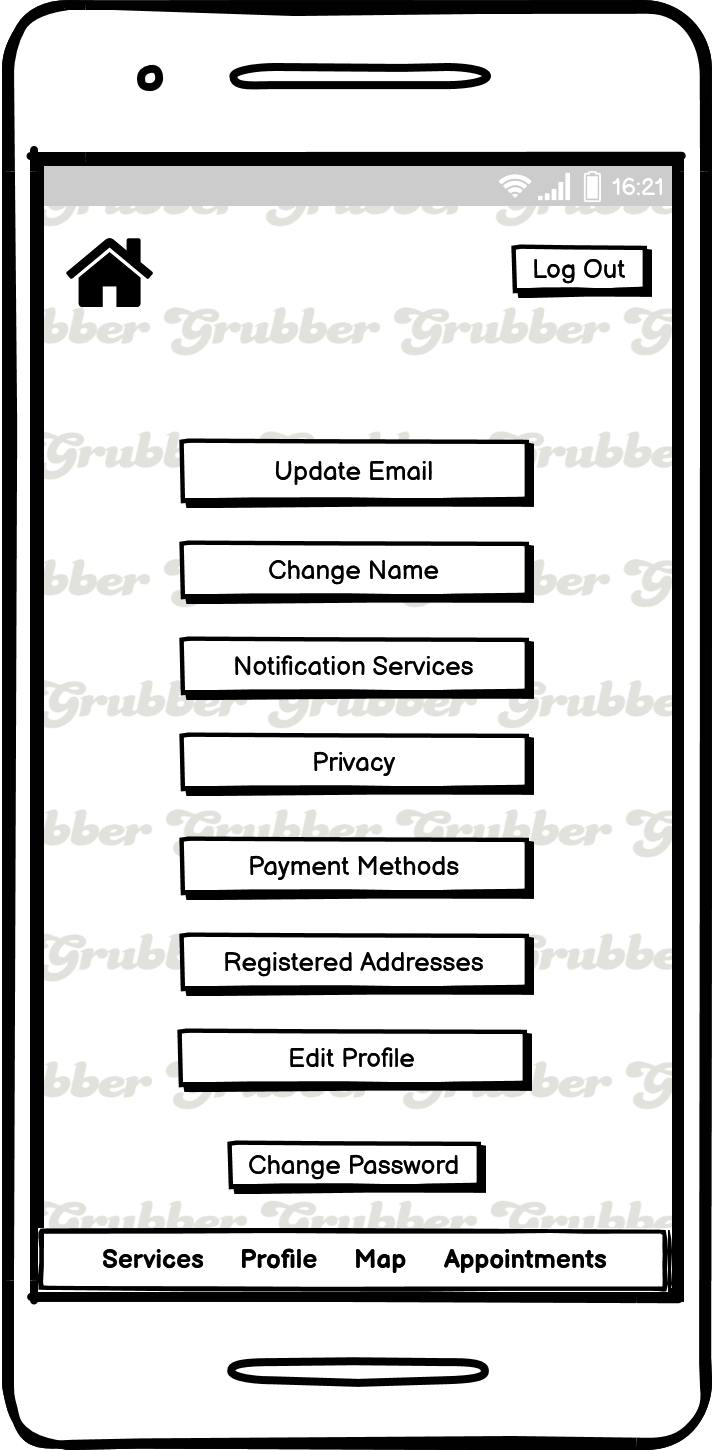 16:21
Log Out
Grubber Grubber
Update Email
Change Name
Notification Services
Privacy
Payment Methods
Registered Addresses
Edit Profile
Change Password
Services Profile Map Appointments